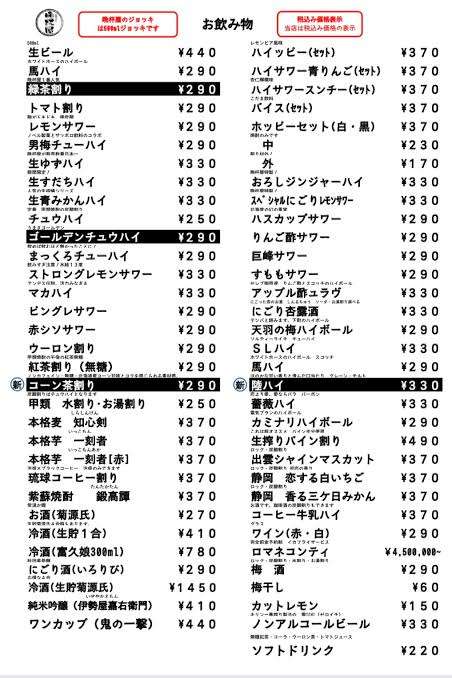 晩杯屋のジョッキ
は500mlジョッキです
お飲み物
税込み価格表示
当店は税込み価格の表示
500ml
生ビール ¥440
馬ハイ ¥290
緑茶割り ¥290
トマト割り ¥290
レモンサワー ¥290
男梅チューハイ ¥290
生ゆずハイ ¥330
生すだちハイ ¥330
生青みかんハイ ¥330
チュウハイ ¥250
ゴールデンチュウハイ ¥290
まっくろチューハイ ¥290
ストロングレモンサワー ¥330
マカハイ ¥330
ピングレサワー ¥290
赤シソサワー ¥290
ウーロン割り ¥290
紅茶割り(無糖) ¥290
新 コーン茶割り ¥290
甲類 水割り・お湯割り ¥250
本格麦 知心剣 ¥370
本格芋 一刻者 ¥370
本格芋 一刻者[赤] ¥370
琉球コーヒー割り ¥370
紫蘇焼酎 鍛高譚 ¥370
お酒(菊源氏) ¥270
冷酒(生貯1合) ¥410
冷酒(富久娘300ml) ¥780
にごり酒(いろりび) ¥290
冷酒(生貯菊源氏) ¥1450
純米吟醸(伊勢屋嘉右衛門) ¥410
ワンカップ(鬼の一撃) ¥440
ハイッピー(セット) ¥370
ハイサワー青りんご(セット) ¥370
ハイサワースンチー(セット) ¥370
バイス(セット) ¥370
ホッピーセット(白・黒) ¥370
中 ¥230
外 ¥170
おろしジンジャーハイ ¥330
スペシャルにごりレモンサワー ¥330
ハスカップサワー ¥290
りんご酢サワー ¥290
巨峰サワー ¥290
すももサワー ¥290
アップル酢ュラヴ ¥330
にごり杏露酒 ¥330
天羽の梅ハイボール ¥290
SLハイ ¥330
馬ハイ ¥290
新 陸ハイ ¥330
薔薇ハイ ¥330
カミナリハイボール ¥290
生搾りパイン割り ¥490
出雲シャインマスカット ¥370
静岡 恋する白いちご ¥370
静岡 香る三ケ日みかん ¥370
コーヒー牛乳ハイ ¥370
ワイン(赤・白) ¥290
ロマネコンティ ¥4,500,000~
梅 酒 ¥290
梅干し ¥60
カットレモン ¥150
ノンアルコールビール ¥330
ソフトドリンク ¥220